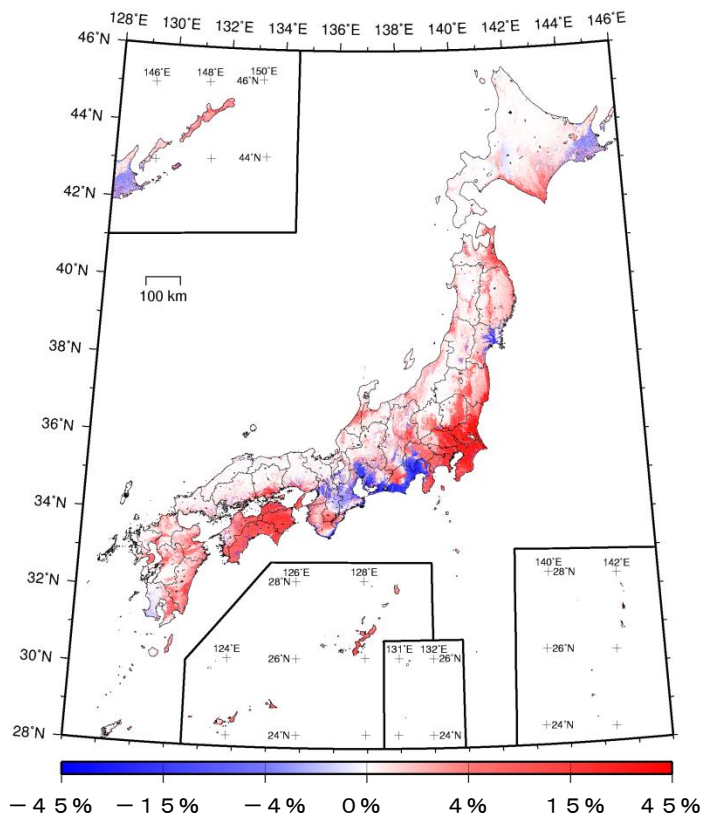 128˚E 130˚E 132˚E 134˚E 136˚E 138˚E 140˚E 142˚E 144˚E 146˚E
46˚N
146˚E 148˚E 150˚E
46˚N
44˚N
44˚N
42˚N
40˚N
100 km
38˚N
36˚N
34˚N
32˚N
126˚E 128˚E
28˚N
140˚E 142˚E
28˚N
30˚N
124˚E
26˚N
131˚E 132˚E
26˚N
26˚N
28˚N
24˚N
24˚N
24˚N
－４５％ －１５％ －４％ ０％ ４％ １５％ ４５％